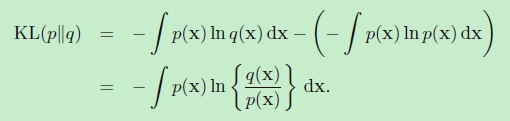 KL(p‖q) = − ∫ p(x) ln q(x) dx − ( − ∫ p(x) ln p(x) dx )
= − ∫ p(x) ln { q(x) / p(x) } dx.